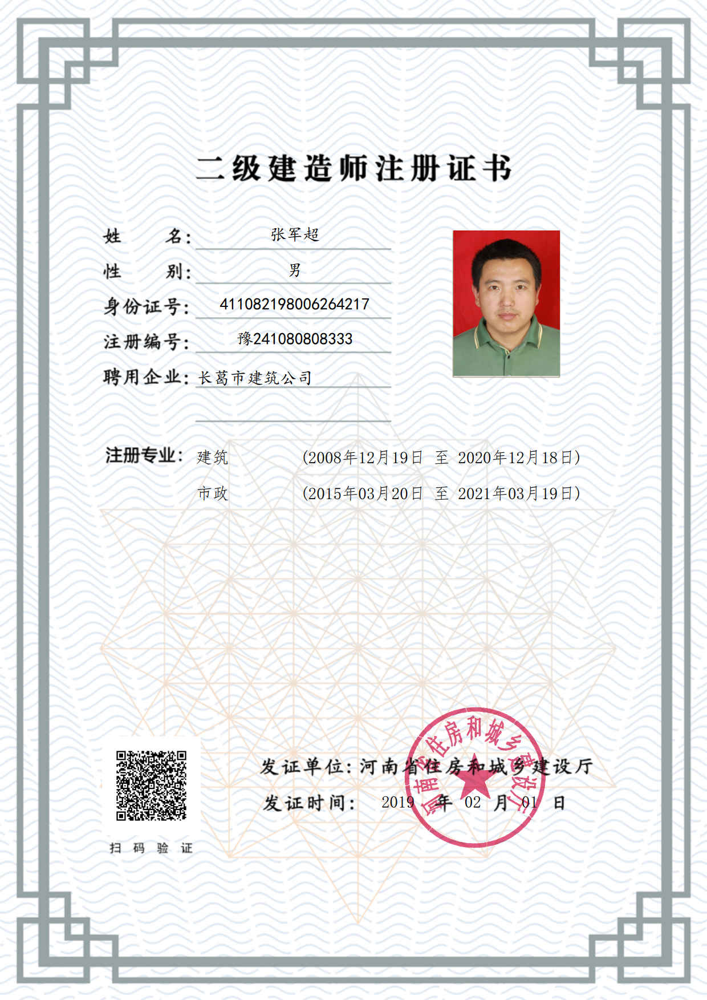 二级建造师注册证书
姓 名：张军超
性 别：男
身份证号：411082198006264217
注册编号：豫241080808333
聘用企业：长葛市建筑公司
注册专业：建筑 (2008年12月19日 至 2020年12月18日)
市政 (2015年03月20日 至 2021年03月19日)
河南省住房和城乡建设厅
发证单位：河南省住房和城乡建设厅
发证时间： 2019 年 02 月 01 日
扫码验证